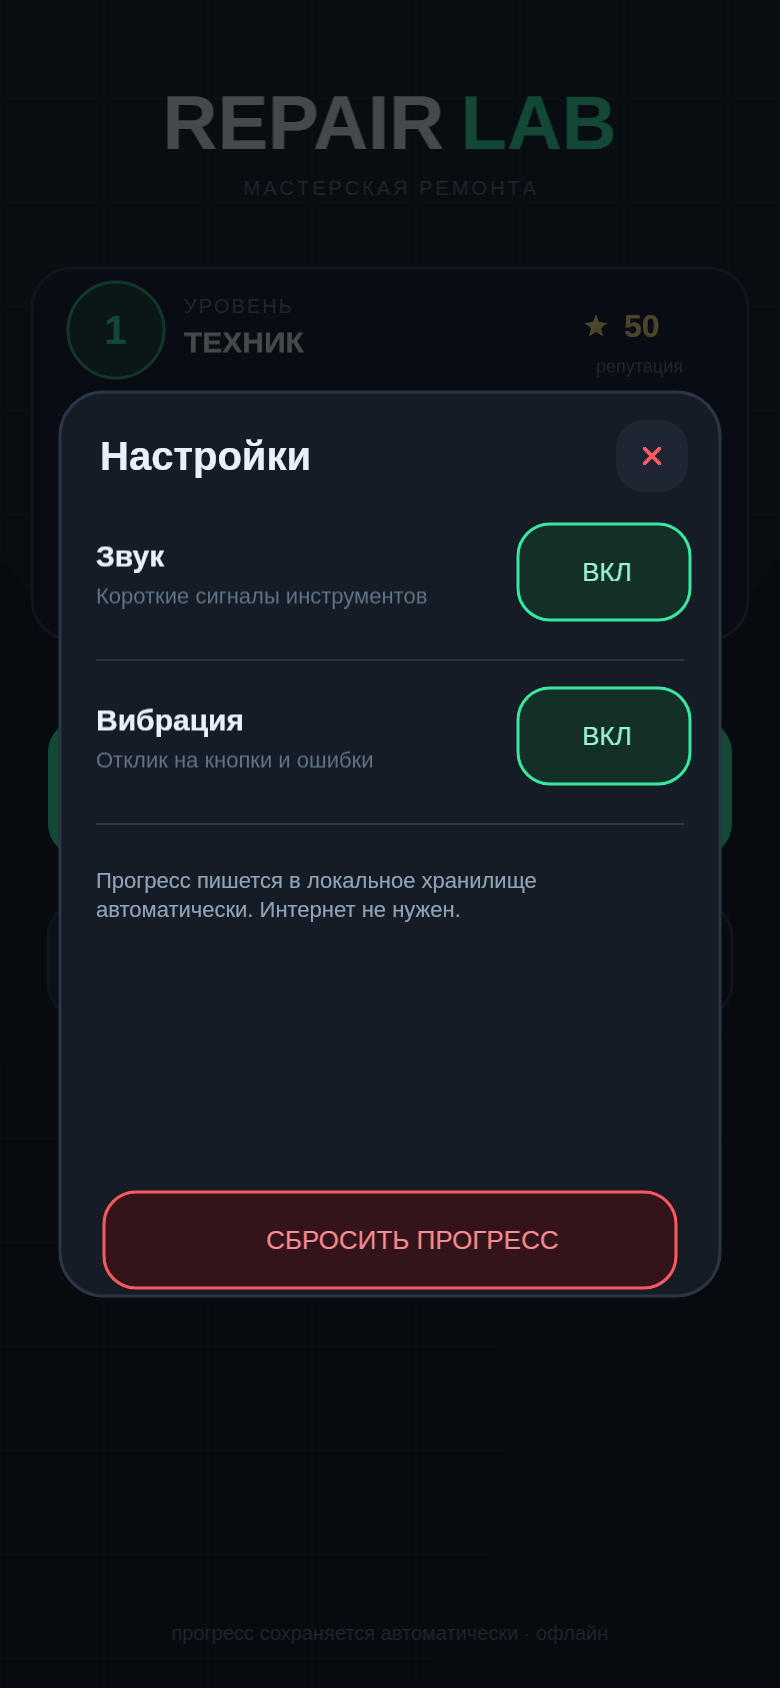 REPAIR LAB
МАСТЕРСКАЯ РЕМОНТА
1
УРОВЕНЬ
ТЕХНИК
50
репутация
Настройки
Звук
Короткие сигналы инструментов
ВКЛ
Вибрация
Отклик на кнопки и ошибки
ВКЛ
Прогресс пишется в локальное хранилище
автоматически. Интернет не нужен.
СБРОСИТЬ ПРОГРЕСС
прогресс сохраняется автоматически · офлайн